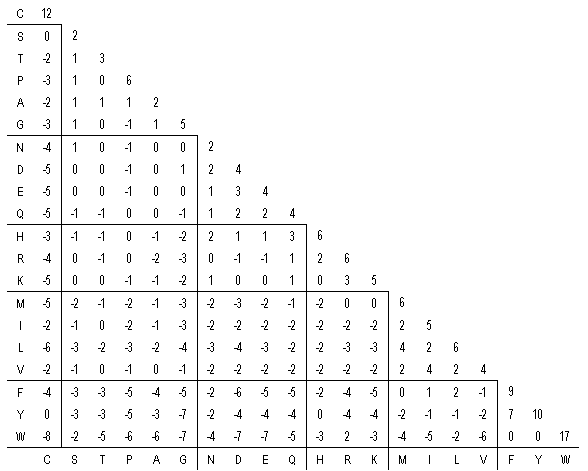 C 12
S 0 2
T -2 1 3
P -3 1 0 6
A -2 1 1 1 2
G -3 1 0 -1 1 5
N -4 1 0 -1 0 0 2
D -5 0 0 -1 0 1 2 4
E -5 0 0 -1 0 0 1 3 4
Q -5 -1 -1 0 0 -1 1 2 2 4
H -3 -1 -1 0 -1 -2 2 1 1 3 6
R -4 0 -1 0 -2 -3 0 -1 -1 1 2 6
K -5 0 0 -1 -1 -2 1 0 0 1 0 3 5
M -5 -2 -1 -2 -1 -3 -2 -3 -2 -1 -2 0 0 6
I -2 -1 0 -2 -1 -3 -2 -2 -2 -2 -2 -2 -2 2 5
L -6 -3 -2 -3 -2 -4 -3 -4 -3 -2 -2 -3 -3 4 2 6
V -2 -1 0 -1 0 -1 -2 -2 -2 -2 -2 -2 -2 2 4 2 4
F -4 -3 -3 -5 -4 -5 -2 -6 -5 -5 -2 -4 -5 0 1 2 -1 9
Y 0 -3 -3 -5 -3 -7 -2 -4 -4 -4 0 -4 -4 -2 -1 -1 -2 7 10
W -8 -2 -5 -6 -6 -7 -4 -7 -7 -5 -3 2 -3 -4 -5 -2 -6 0 0 17
C S T P A G N D E Q H R K M I L V F Y W